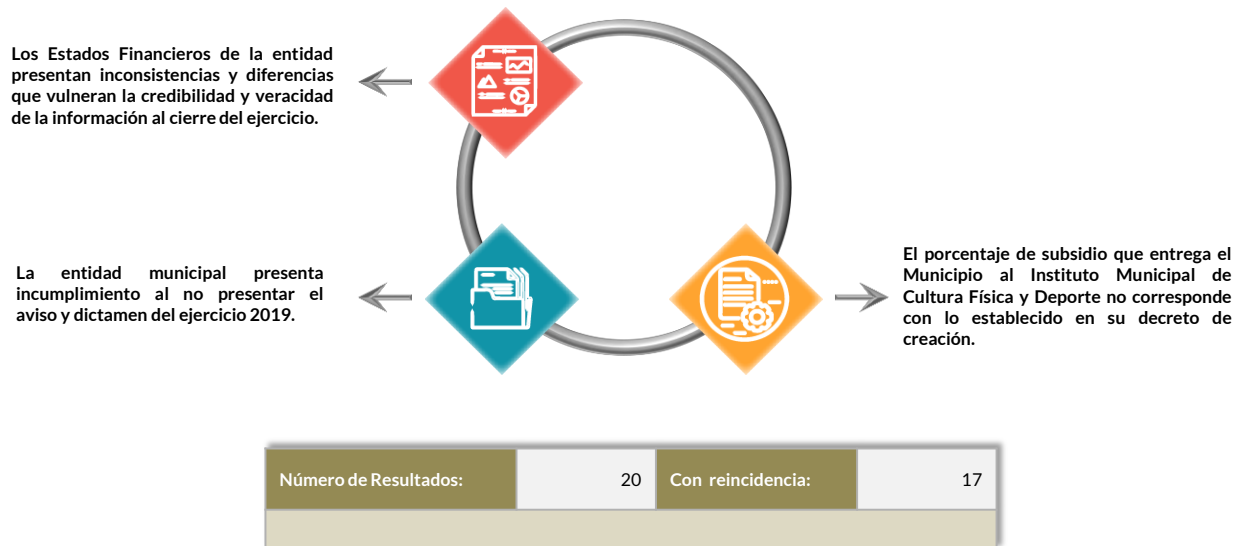 Los Estados Financieros de la entidad
presentan inconsistencias y diferencias
que vulneran la credibilidad y veracidad
de la información al cierre del ejercicio.
La entidad municipal presenta
incumplimiento al no presentar el
aviso y dictamen del ejercicio 2019.
El porcentaje de subsidio que entrega el
Municipio al Instituto Municipal de
Cultura Física y Deporte no corresponde
con lo establecido en su decreto de
creación.
Número de Resultados: 20 Con reincidencia: 17